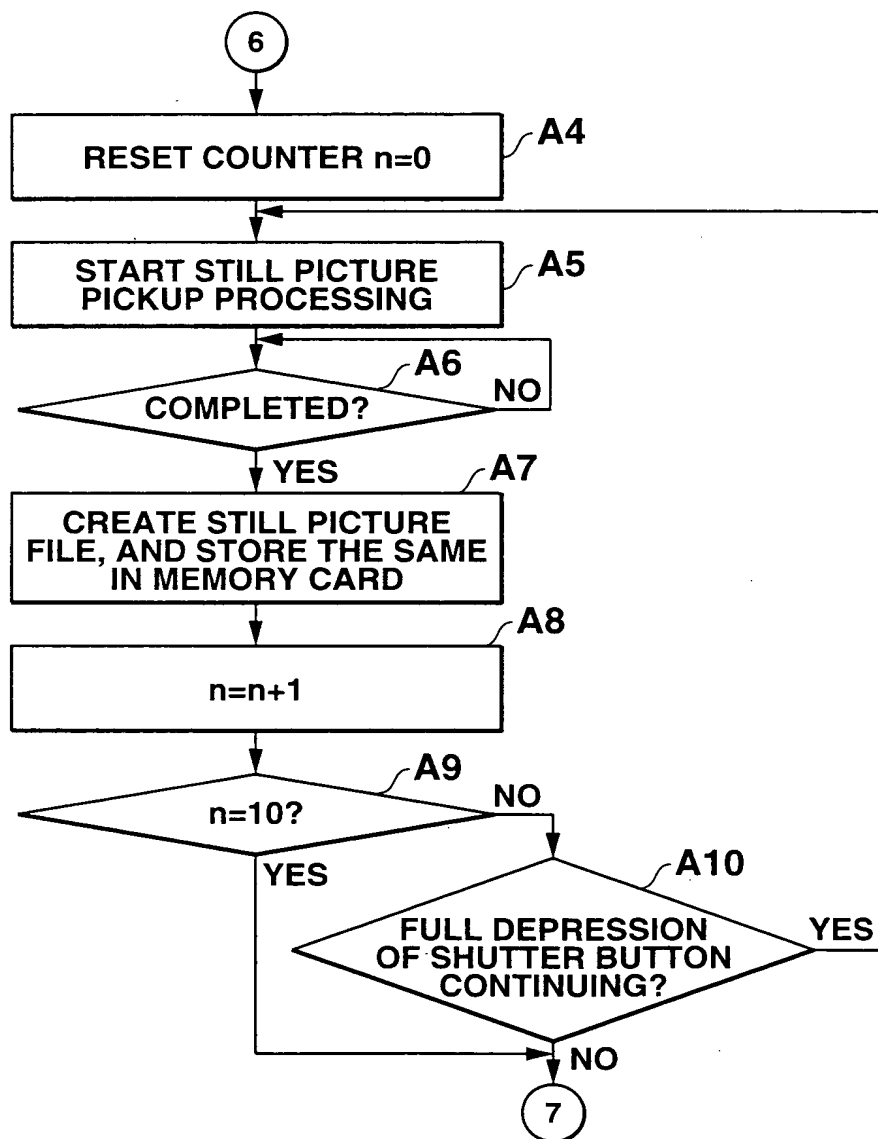 6
A4
RESET COUNTER n=0
START STILL PICTURE
PICKUP PROCESSING
A5
A6
COMPLETED?
NO
YES
A7
CREATE STILL PICTURE
FILE, AND STORE THE SAME
IN MEMORY CARD
A8
n=n+1
A9
n=10?
NO
YES
A10
FULL DEPRESSION
OF SHUTTER BUTTON
CONTINUING?
YES
NO
7